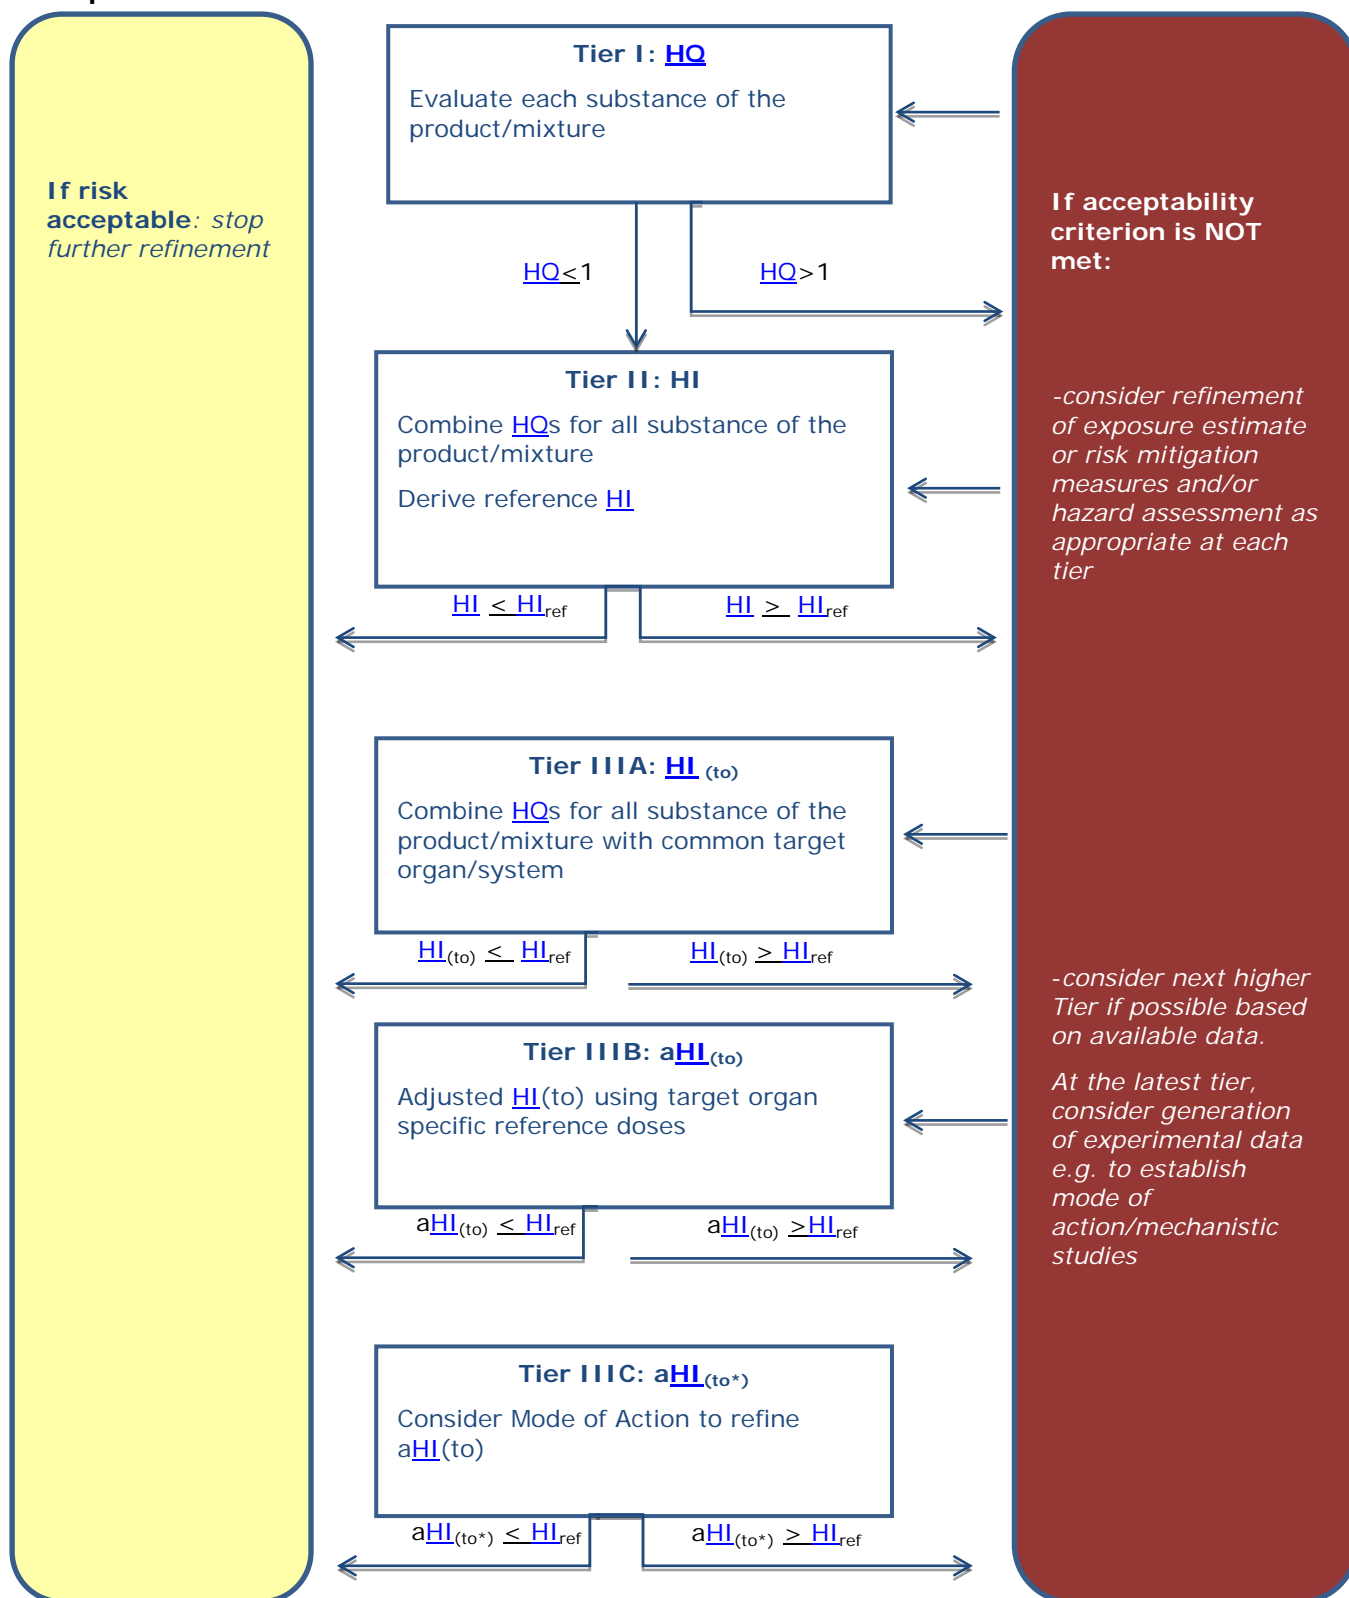 If risk
acceptable: stop
further refinement
Tier I: HQ
Evaluate each substance of the
product/mixture
HQ≤1
HQ>1
Tier II: HI
Combine HQs for all substance of the
product/mixture
Derive reference HI
HI ≤ HIref
HI ≥ HIref
Tier IIIA: HI (to)
Combine HQs for all substance of the
product/mixture with common target
organ/system
HI(to) ≤ HIref
HI(to) ≥ HIref
Tier IIIB: aHI(to)
Adjusted HI(to) using target organ
specific reference doses
aHI(to) ≤ HIref
aHI(to) ≥HIref
Tier IIIC: aHI(to*)
Consider Mode of Action to refine
aHI(to)
aHI(to*) ≤ HIref
aHI(to*) ≥ HIref
If acceptability
criterion is NOT
met:
-consider refinement
of exposure estimate
or risk mitigation
measures and/or
hazard assessment as
appropriate at each
tier
-consider next higher
Tier if possible based
on available data.
At the latest tier,
consider generation
of experimental data
e.g. to establish
mode of
action/mechanistic
studies